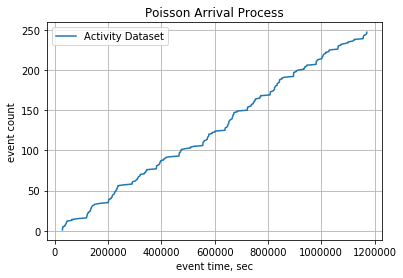 Poisson Arrival Process
Activity Dataset
event count
250
200
150
100
50
0
0 200000 400000 600000 800000 1000000 1200000
event time, sec